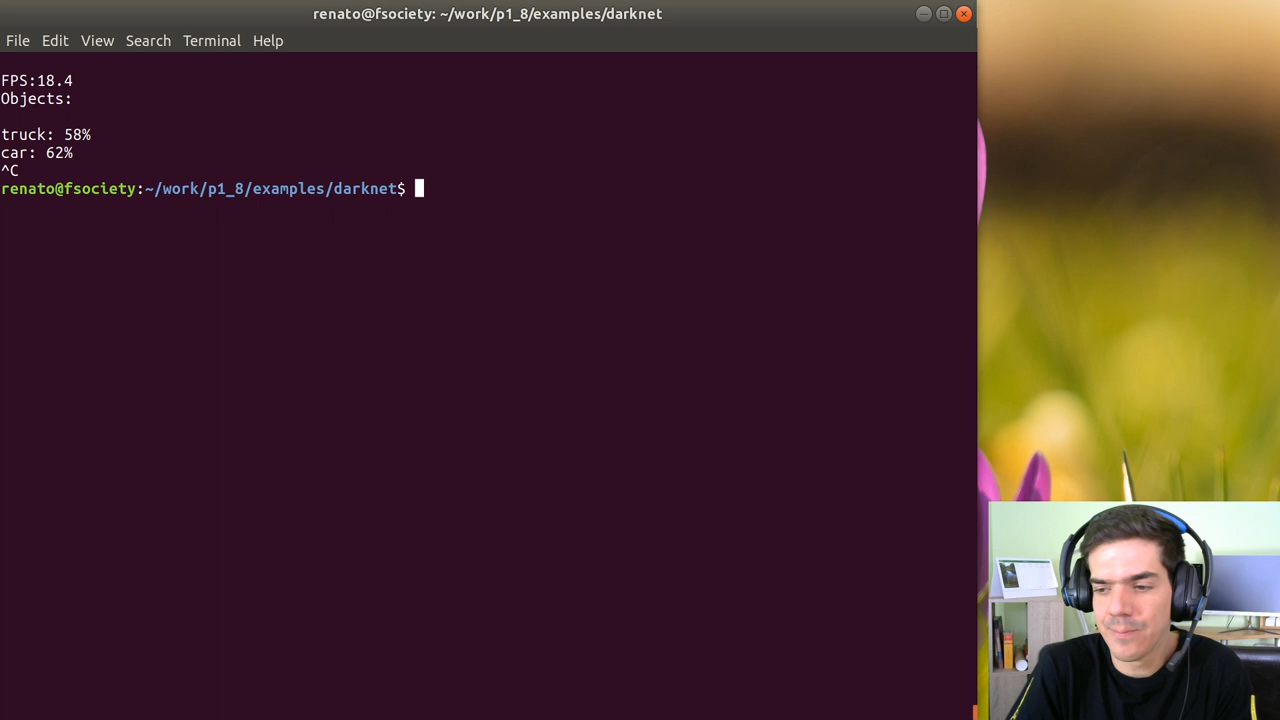 renato@fsociety: ~/work/p1_8/examples/darknet
File Edit View Search Terminal Help
FPS:18.4
Objects:
truck: 58%
car: 62%
^C
renato@fsociety:~/work/p1_8/examples/darknet$